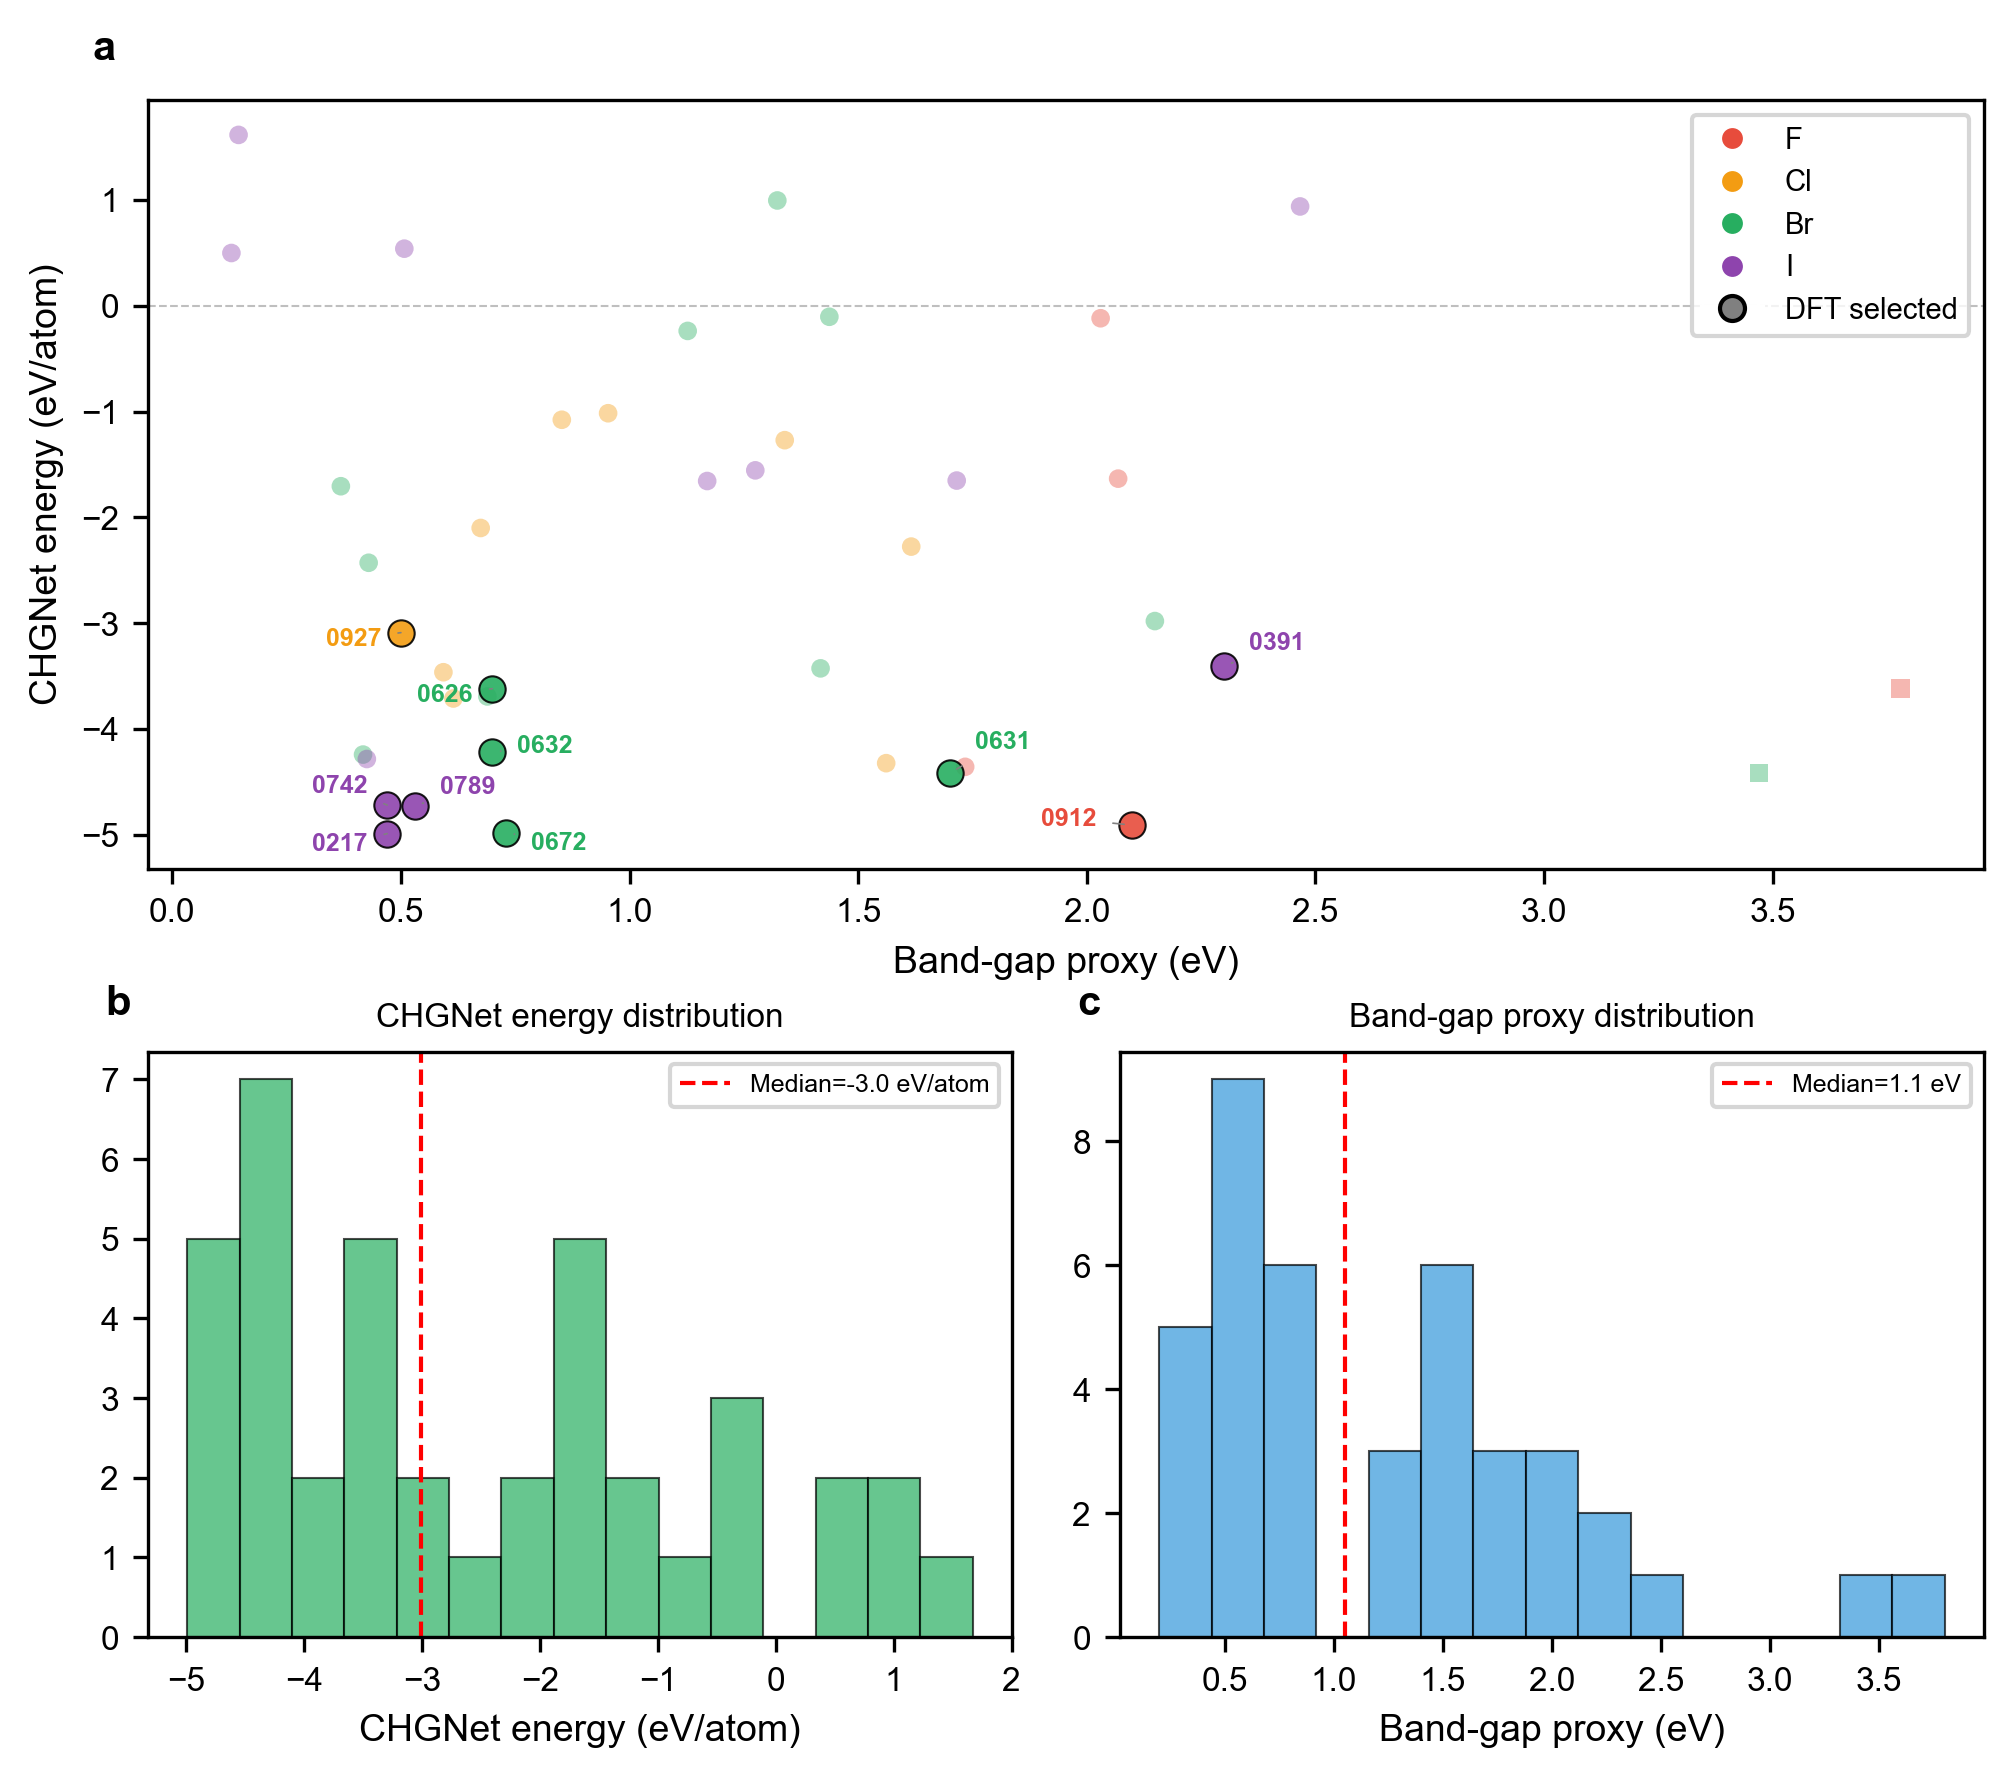 a
CHGNet energy (eV/atom)
1
0
−1
−2
−3
−4
−5
F
Cl
Br
I
DFT selected
0927
0626
0632
0742
0789
0217
0672
0391
0631
0912
0.0 0.5 1.0 1.5 2.0 2.5 3.0 3.5
Band-gap proxy (eV)
b
CHGNet energy distribution
Median=-3.0 eV/atom
7
6
5
4
3
2
1
0
−5 −4 −3 −2 −1 0 1 2
CHGNet energy (eV/atom)
c
Band-gap proxy distribution
Median=1.1 eV
8
6
4
2
0
0.5 1.0 1.5 2.0 2.5 3.0 3.5
Band-gap proxy (eV)